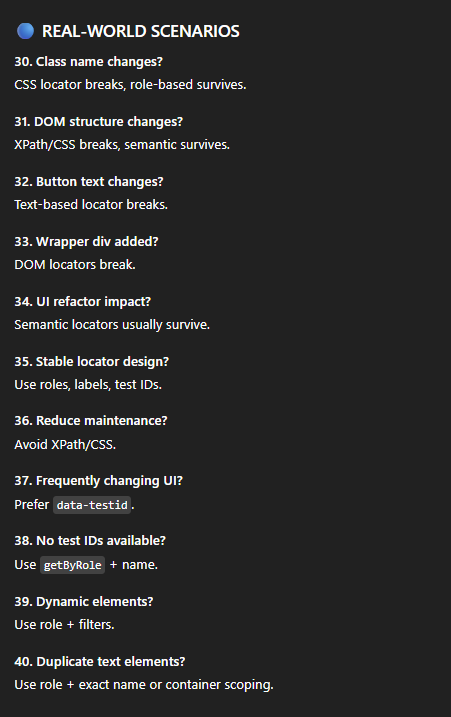 REAL-WORLD SCENARIOS
30. Class name changes?
CSS locator breaks, role-based survives.
31. DOM structure changes?
XPath/CSS breaks, semantic survives.
32. Button text changes?
Text-based locator breaks.
33. Wrapper div added?
DOM locators break.
34. UI refactor impact?
Semantic locators usually survive.
35. Stable locator design?
Use roles, labels, test IDs.
36. Reduce maintenance?
Avoid XPath/CSS.
37. Frequently changing UI?
Prefer data-testid.
38. No test IDs available?
Use getByRole + name.
39. Dynamic elements?
Use role + filters.
40. Duplicate text elements?
Use role + exact name or container scoping.